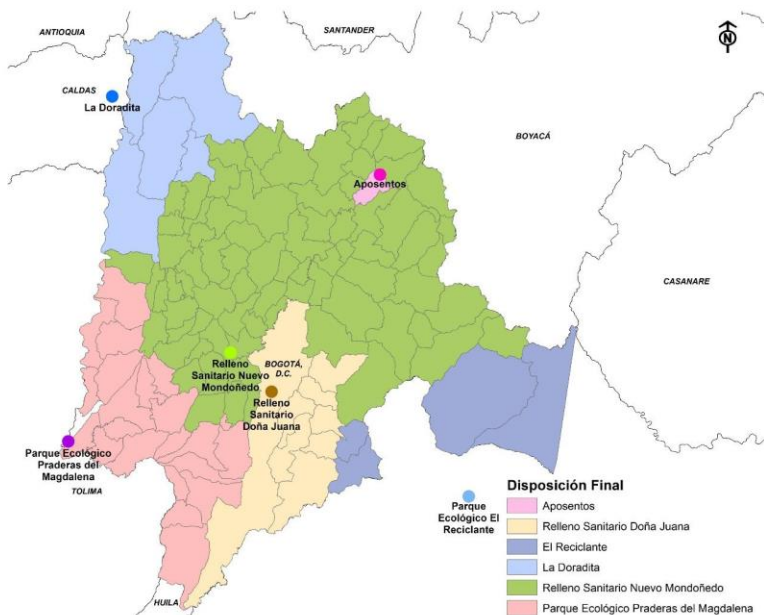 ANTIOQUIA
SANTANDER
N
CALDAS
La Doradita
BOYACÁ
Aposentos
CASANARE
Relleno
Sanitario Nuevo
Mondoñedo
BOGOTÁ,
D.C.
Relleno
Sanitario
Doña Juana
Parque Ecológico
Praderas del
Magdalena
TOLIMA
HUILA
Parque
Ecológico El
Reciclante
Disposición Final
Aposentos
Relleno Sanitario Doña Juana
El Reciclante
La Doradita
Relleno Sanitario Nuevo Mondoñedo
Parque Ecológico Praderas del Magdalena